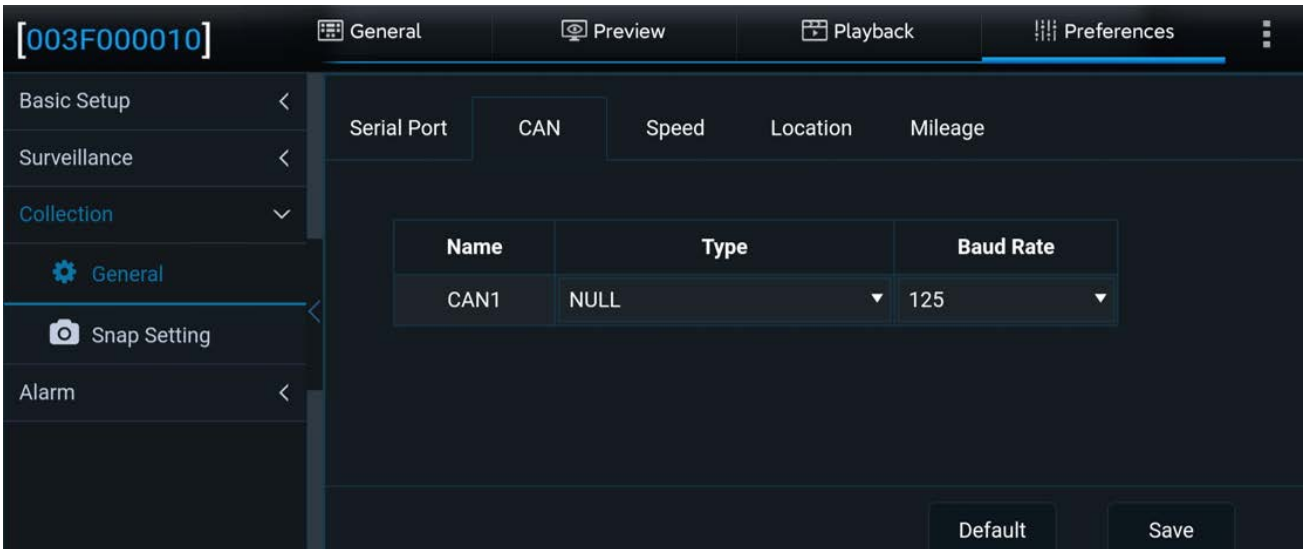 [003F000010]
General
Preview
Playback
Preferences
Basic Setup
Surveillance
Collection
General
Snap Setting
Alarm
Serial Port
CAN
Speed
Location
Mileage
Name Type Baud Rate
CAN1 NULL 125
Default
Save